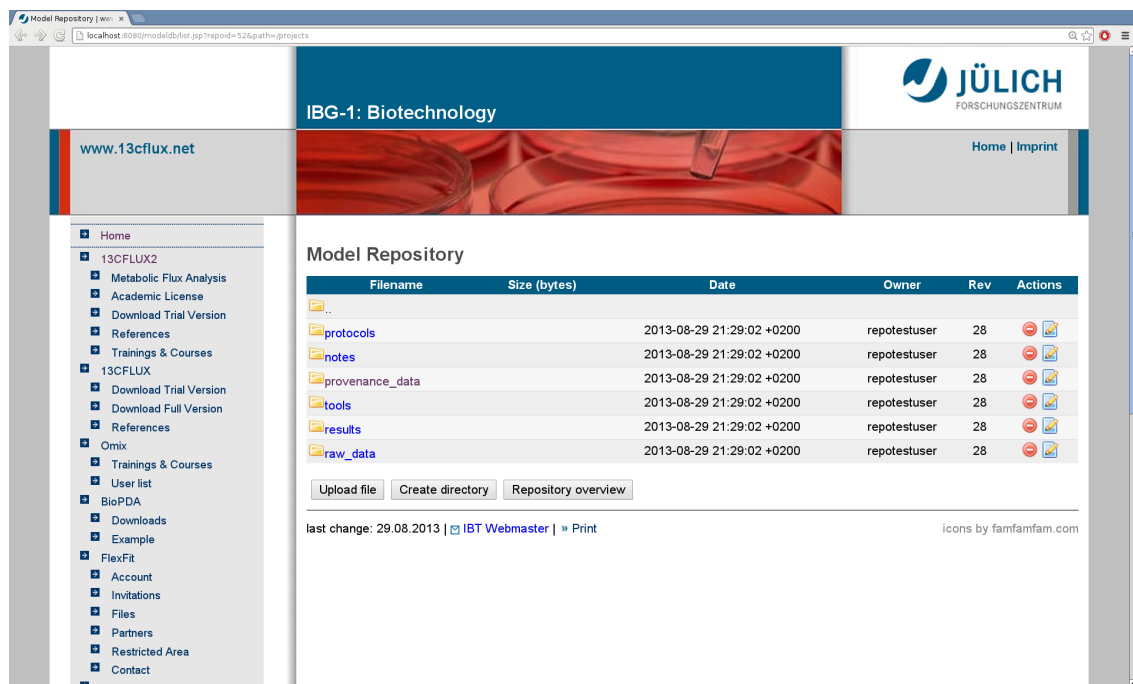 Model Repository | ww
localhost:8080/modeldb/list.jsp?repoid=52&path=/projects
JÜLICH
FORSCHUNGSZENTRUM
IBG-1: Biotechnology
www.13cflux.net
Home | Imprint
Home
13CFLUX2
Metabolic Flux Analysis
Academic License
Download Trial Version
References
Trainings & Courses
13CFLUX
Download Trial Version
Download Full Version
References
Omix
Trainings & Courses
User list
BioPDA
Downloads
Example
FlexFit
Account
Invitations
Files
Partners
Restricted Area
Contact
Model Repository
Filename Size (bytes) Date Owner Rev Actions
..
protocols 2013-08-29 21:29:02 +0200 repotestuser 28
notes 2013-08-29 21:29:02 +0200 repotestuser 28
provenance_data 2013-08-29 21:29:02 +0200 repotestuser 28
tools 2013-08-29 21:29:02 +0200 repotestuser 28
results 2013-08-29 21:29:02 +0200 repotestuser 28
raw_data 2013-08-29 21:29:02 +0200 repotestuser 28
Upload file Create directory Repository overview
last change: 29.08.2013 | IBT Webmaster | » Print
icons by famfamfam.com